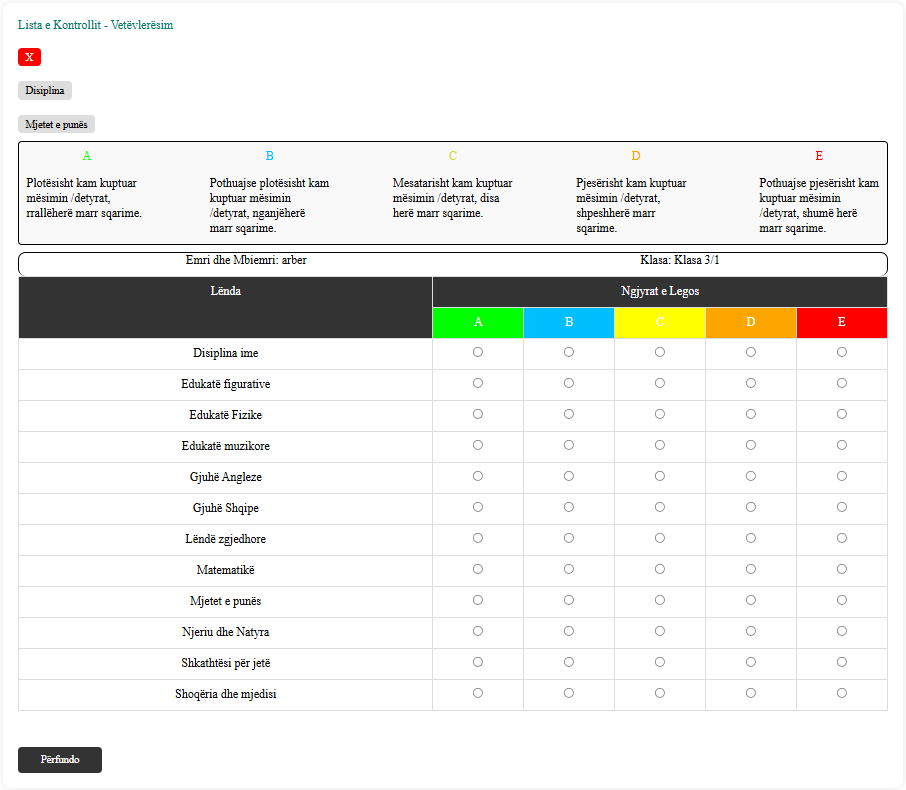 Lista e Kontrollit - Vetëvlerësim
X
Disiplina
Mjetet e punës
A
Plotësisht kam kuptuar
mësimin /detyrat,
rrallëherë marr sqarime.
B
Pothuajse plotësisht kam
kuptuar mësimin
/detyrat, nganjëherë
marr sqarime.
C
Mesatarisht kam kuptuar
mësimin /detyrat, disa
herë marr sqarime.
D
Pjesërisht kam kuptuar
mësimin /detyrat,
shpeshherë marr
sqarime.
E
Pothuajse pjesërisht kam
kuptuar mësimin
/detyrat, shumë herë
marr sqarime.
Emri dhe Mbiemri: arber Klasa: Klasa 3/1
Lënda Ngjyrat e Legos
A B C D E
Disiplina ime
Edukatë figurative
Edukatë Fizike
Edukatë muzikore
Gjuhë Angleze
Gjuhë Shqipe
Lëndë zgjedhore
Matematikë
Mjetet e punës
Njeriu dhe Natyra
Shkathtësi për jetë
Shoqëria dhe mjedisi
Përfundo